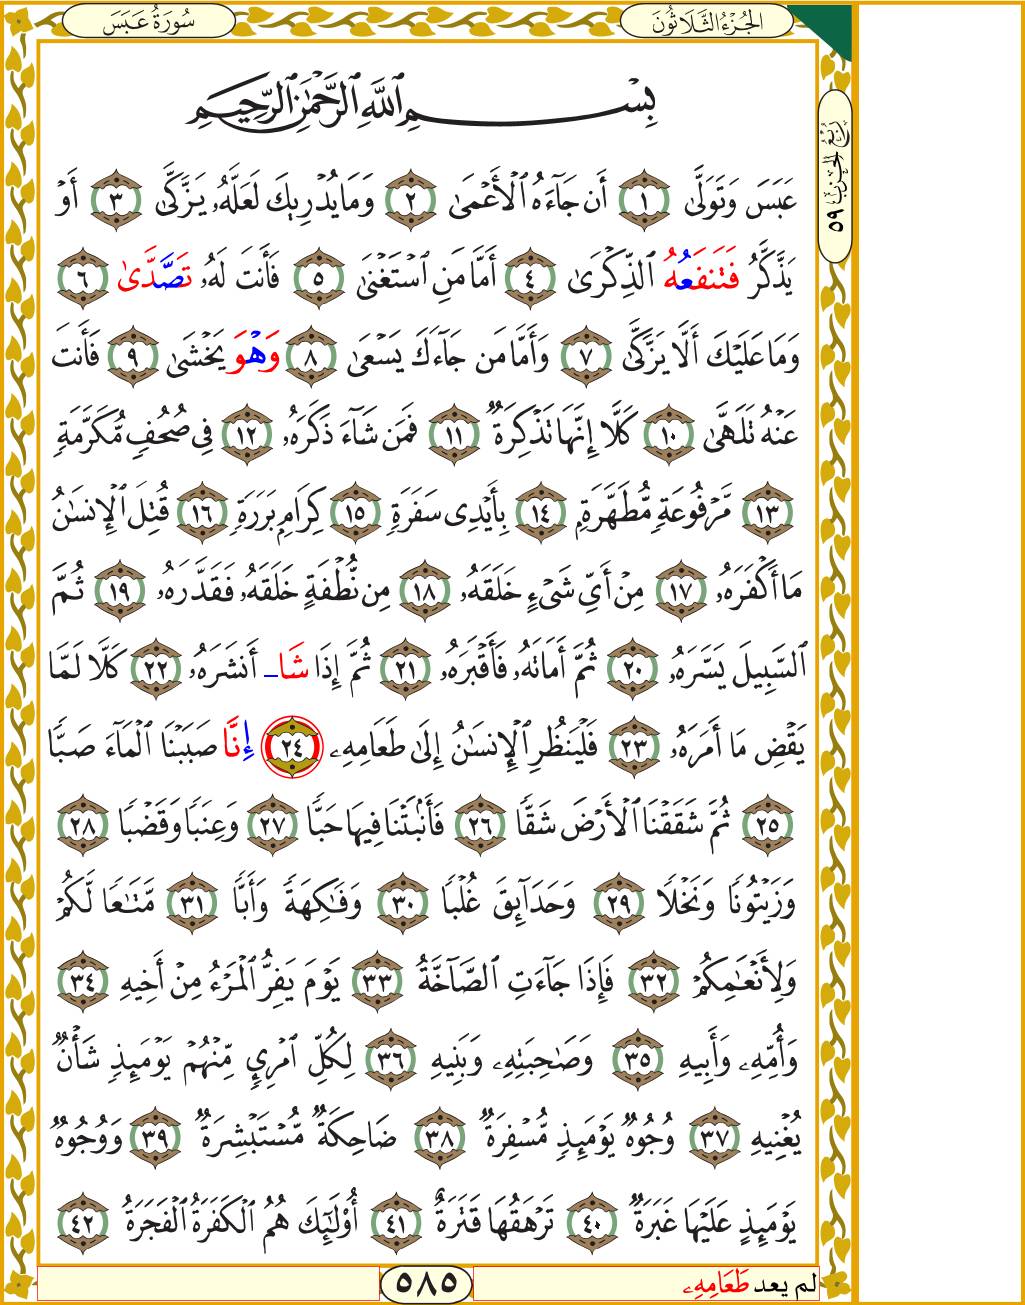 سُورَةُ عَبَسَ
الجُزْءُ الثَّلَاثُونَ
رُبْعُ الحِزْبِ ٥٩
بِسْمِ ٱللَّهِ ٱلرَّحْمَٰنِ ٱلرَّحِيمِ
عَبَسَ وَتَوَلَّىٰ ١ أَن جَآءَهُ ٱلْأَعْمَىٰ ٢ وَمَا يُدْرِيكَ لَعَلَّهُۥ يَزَّكَّىٰ ٣ أَوْ
يَذَّكَّرُ فَتَنفَعُهُ ٱلذِّكْرَىٰ ٤ أَمَّا مَنِ ٱسْتَغْنَىٰ ٥ فَأَنتَ لَهُۥ تَصَّدَّىٰ ٦
وَمَا عَلَيْكَ أَلَّا يَزَّكَّىٰ ٧ وَأَمَّا مَن جَآءَكَ يَسْعَىٰ ٨ وَهْوَ يَخْشَىٰ ٩ فَأَنتَ
عَنْهُ تَلَهَّىٰ ١٠ كَلَّآ إِنَّهَا تَذْكِرَةٌ ١١ فَمَن شَآءَ ذَكَرَهُۥ ١٢ فِي صُحُفٍ مُّكَرَّمَةٍ
١٣ مَّرْفُوعَةٍ مُّطَهَّرَةٍۭ ١٤ بِأَيْدِي سَفَرَةٍ ١٥ كِرَامٍۭ بَرَرَةٍ ١٦ قُتِلَ ٱلْإِنسَٰنُ
مَآ أَكْفَرَهُۥ ١٧ مِنْ أَيِّ شَيْءٍ خَلَقَهُۥ ١٨ مِن نُّطْفَةٍ خَلَقَهُۥ فَقَدَّرَهُۥ ١٩ ثُمَّ
ٱلسَّبِيلَ يَسَّرَهُۥ ٢٠ ثُمَّ أَمَاتَهُۥ فَأَقْبَرَهُۥ ٢١ ثُمَّ إِذَا شَا ـ أَنشَرَهُۥ ٢٢ كَلَّا لَمَّا
يَقْضِ مَآ أَمَرَهُۥ ٢٣ فَلْيَنظُرِ ٱلْإِنسَٰنُ إِلَىٰ طَعَامِهِۦٓ ٢٤ إِنَّا صَبَبْنَا ٱلْمَآءَ صَبًّا
٢٥ ثُمَّ شَقَقْنَا ٱلْأَرْضَ شَقًّا ٢٦ فَأَنۢبَتْنَا فِيهَا حَبًّا ٢٧ وَعِنَبًا وَقَضْبًا ٢٨
وَزَيْتُونًا وَنَخْلًا ٢٩ وَحَدَآئِقَ غُلْبًا ٣٠ وَفَٰكِهَةً وَأَبًّا ٣١ مَّتَٰعًا لَّكُمْ
وَلِأَنْعَٰمِكُمْ ٣٢ فَإِذَا جَآءَتِ ٱلصَّآخَّةُ ٣٣ يَوْمَ يَفِرُّ ٱلْمَرْءُ مِنْ أَخِيهِ ٣٤
وَأُمِّهِۦ وَأَبِيهِ ٣٥ وَصَٰحِبَتِهِۦ وَبَنِيهِ ٣٦ لِكُلِّ ٱمْرِئٍ مِّنْهُمْ يَوْمَئِذٍ شَأْنٌ
يُغْنِيهِ ٣٧ وُجُوهٌ يَوْمَئِذٍ مُّسْفِرَةٌ ٣٨ ضَاحِكَةٌ مُّسْتَبْشِرَةٌ ٣٩ وَوُجُوهٌ
يَوْمَئِذٍ عَلَيْهَا غَبَرَةٌ ٤٠ تَرْهَقُهَا قَتَرَةٌ ٤١ أُوْلَٰٓئِكَ هُمُ ٱلْكَفَرَةُ ٱلْفَجَرَةُ ٤٢
لم يعد طَعَامِهِۦ
٥٨٥